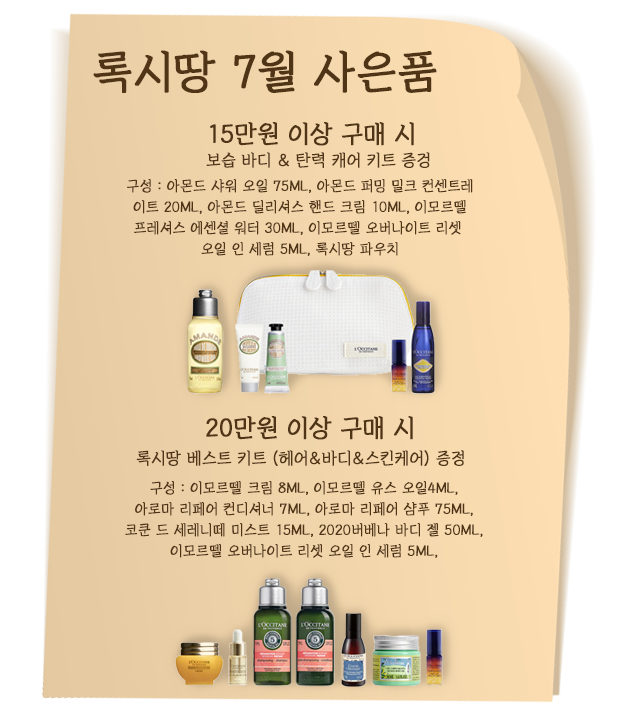 록시땅 7월 사은품
15만원 이상 구매 시
보습 바디 & 탄력 캐어 키트 증겅
구성 : 아몬드 샤워 오일 75ML, 아몬드 퍼밍 밀크 컨센트레
이트 20ML, 아몬드 딜리셔스 핸드 크림 10ML, 이모르뗄
프레셔스 에센셜 워터 30ML, 이모르뗄 오버나이트 리셋
오일 인 세럼 5ML, 록시땅 파우치
AMANDE
L'OCCITANE
L'OCCITANE
20만원 이상 구매 시
록시땅 베스트 키트 (헤어&바디&스킨케어) 증정
구성 : 이모르뗄 크림 8ML, 이모르뗄 유스 오일4ML,
아로마 리페어 컨디셔너 7ML, 아로마 리페어 샴푸 75ML,
코쿤 드 세레니떼 미스트 15ML, 2020버베나 바디 젤 50ML,
이모르뗄 오버나이트 리셋 오일 인 세럼 5ML,
L'OCCITANE
L'OCCITANE
L'OCCITANE